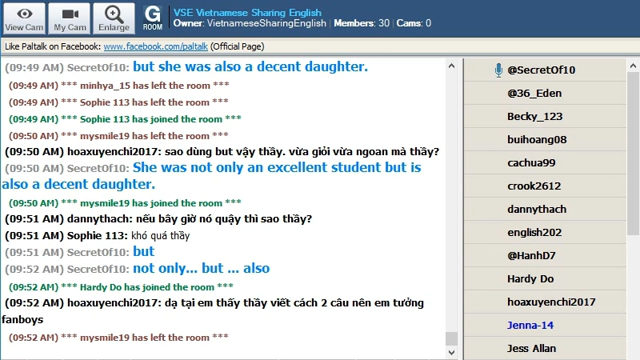 View Cam
My Cam
Enlarge
G
ROOM
VSE Vietnamese Sharing English
Owner: VietnameseSharingEnglish | Members: 30 | Cams: 0
Like Paltalk on Facebook: www.facebook.com/paltalk (Official Page)
(09:49 AM) SecretOf10: but she was also a decent daughter.
(09:49 AM) *** minhya_15 has left the room ***
(09:49 AM) *** Sophie 113 has left the room ***
(09:49 AM) *** Sophie 113 has joined the room ***
(09:50 AM) *** mysmile19 has left the room ***
(09:50 AM) hoaxuyenchi2017: sao dùng but vậy thầy. vừa giỏi vừa ngoan mà thầy?
(09:50 AM) SecretOf10: She was not only an excellent student but is
also a decent daughter.
(09:50 AM) *** mysmile19 has joined the room ***
(09:51 AM) dannythach: nếu bây giờ nó quậy thì sao thầy?
(09:51 AM) Sophie 113: khó quá thầy
(09:51 AM) SecretOf10: but
(09:52 AM) SecretOf10: not only... but ... also
(09:52 AM) *** Hardy Do has joined the room ***
(09:52 AM) hoaxuyenchi2017: dạ tại em thấy thầy viết cách 2 câu nên em tưởng
fanboys
(09:52 AM) *** mysmile19 has left the room ***
@SecretOf10
@36_Eden
Becky_123
buihoang08
cachua99
crook2612
dannythach
english202
@HanhD7
Hardy Do
hoaxuyenchi2017
Jenna-14
Jess Allan